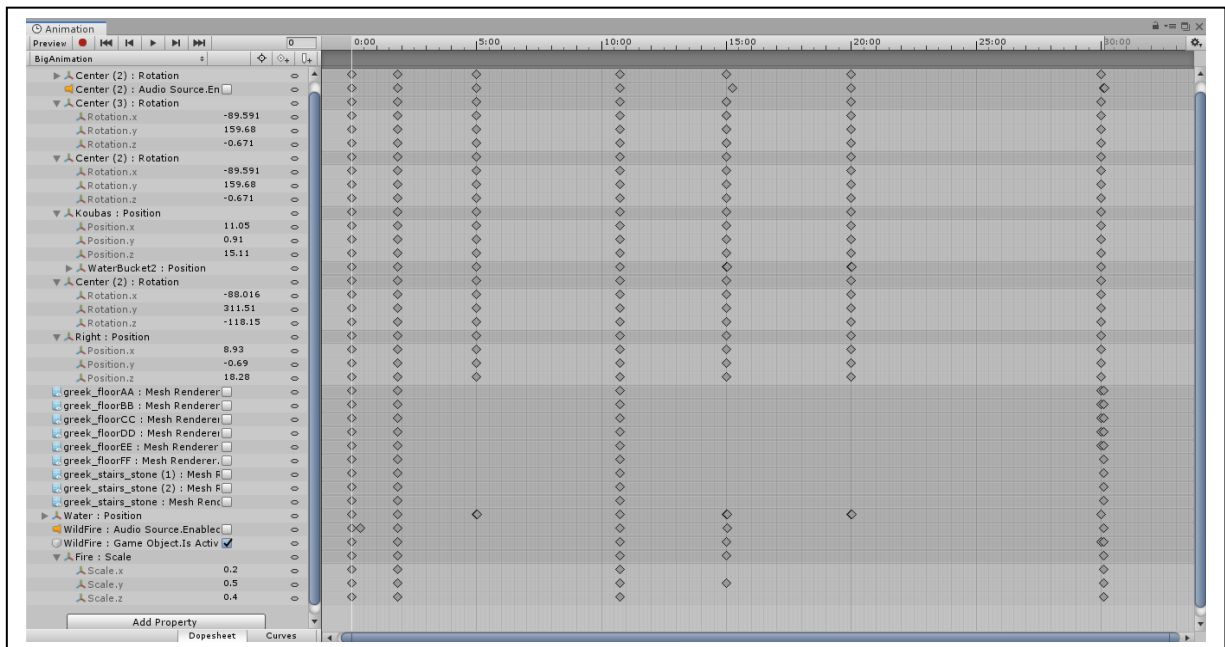 Animation
Preview 0 0:00 5:00 10:00 15:00 20:00 25:00 30:00
BigAnimation
Center (2) : Rotation
Center (2) : Audio Source.En
Center (3) : Rotation
Rotation.x -89.591
Rotation.y 159.68
Rotation.z -0.671
Center (2) : Rotation
Rotation.x -89.591
Rotation.y 159.68
Rotation.z -0.671
Koubas : Position
Position.x 11.05
Position.y 0.91
Position.z 15.11
WaterBucket2 : Position
Center (2) : Rotation
Rotation.x -88.016
Rotation.y 311.51
Rotation.z -118.15
Right : Position
Position.x 8.93
Position.y -0.69
Position.z 18.28
greek_floorAA : Mesh Renderer
greek_floorBB : Mesh Renderer
greek_floorCC : Mesh Renderer
greek_floorDD : Mesh Renderer
greek_floorEE : Mesh Renderer
greek_floorFF : Mesh Renderer.
greek_stairs_stone (1) : Mesh R
greek_stairs_stone (2) : Mesh R
greek_stairs_stone : Mesh Renc
Water : Position
WildFire : Audio Source.Enablec
WildFire : Game Object.Is Activ
Fire : Scale
Scale.x 0.2
Scale.y 0.5
Scale.z 0.4
Add Property
Dopesheet Curves